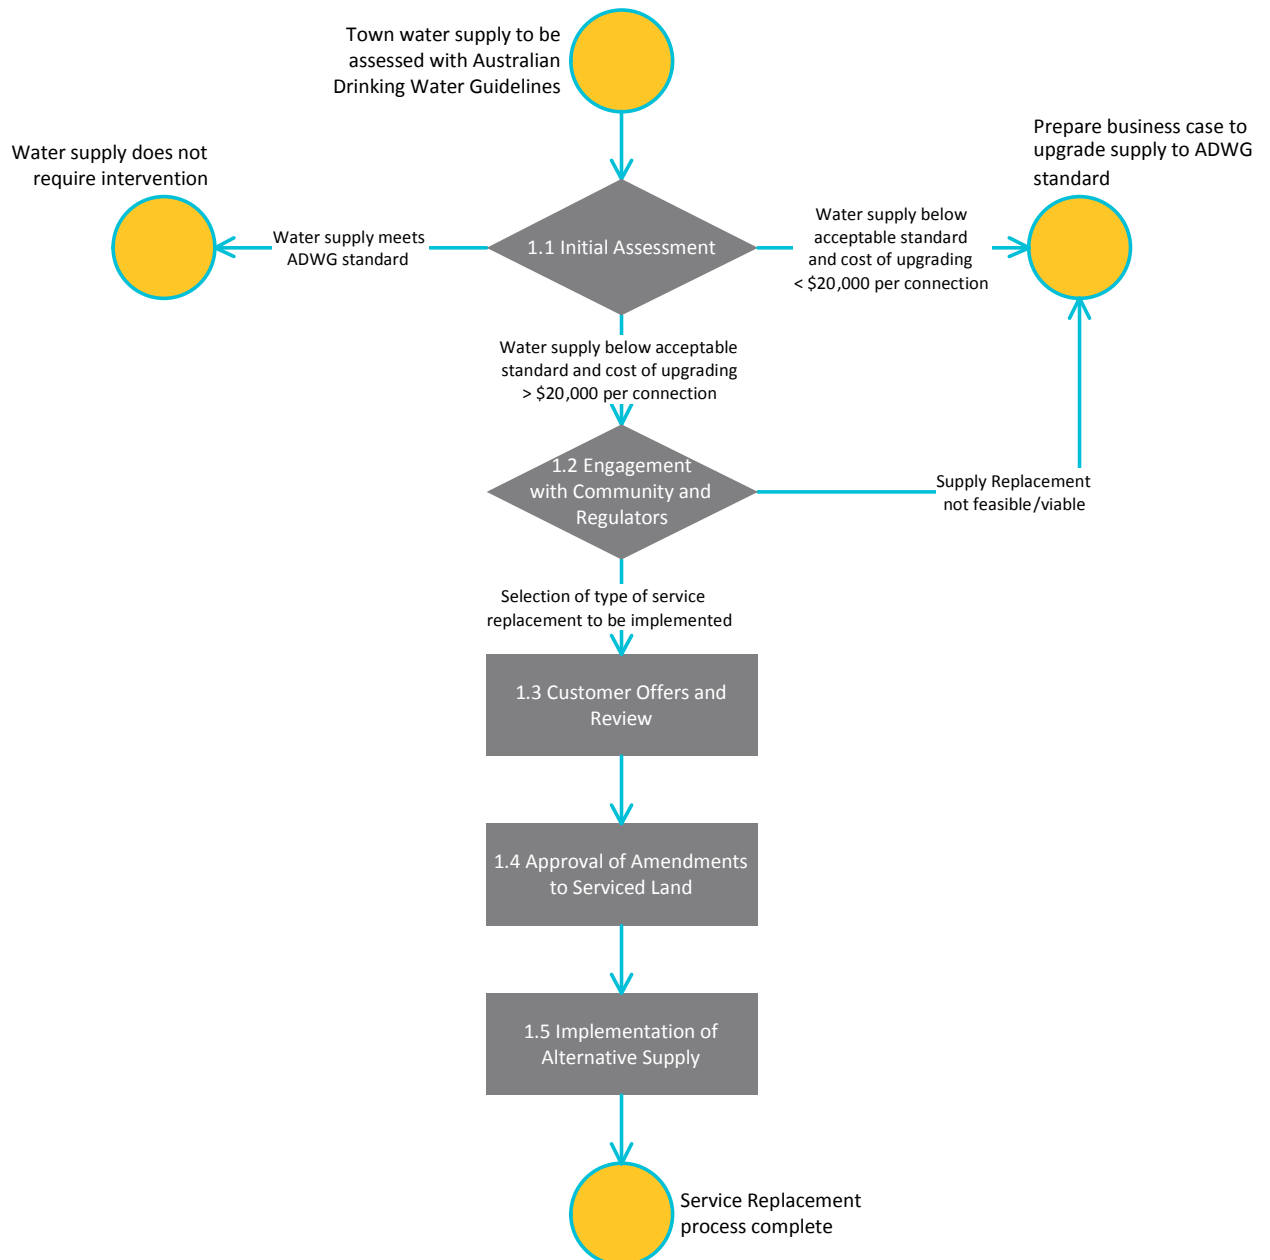 Town water supply to be
assessed with Australian
Drinking Water Guidelines
Water supply does not
require intervention
Prepare business case to
upgrade supply to ADWG
standard
Water supply meets
ADWG standard
1.1 Initial Assessment
Water supply below
acceptable standard
and cost of upgrading
< $20,000 per connection
Water supply below acceptable
standard and cost of upgrading
> $20,000 per connection
1.2 Engagement
with Community and
Regulators
Supply Replacement
not feasible/viable
Selection of type of service
replacement to be implemented
1.3 Customer Offers and
Review
1.4 Approval of Amendments
to Serviced Land
1.5 Implementation of
Alternative Supply
Service Replacement
process complete